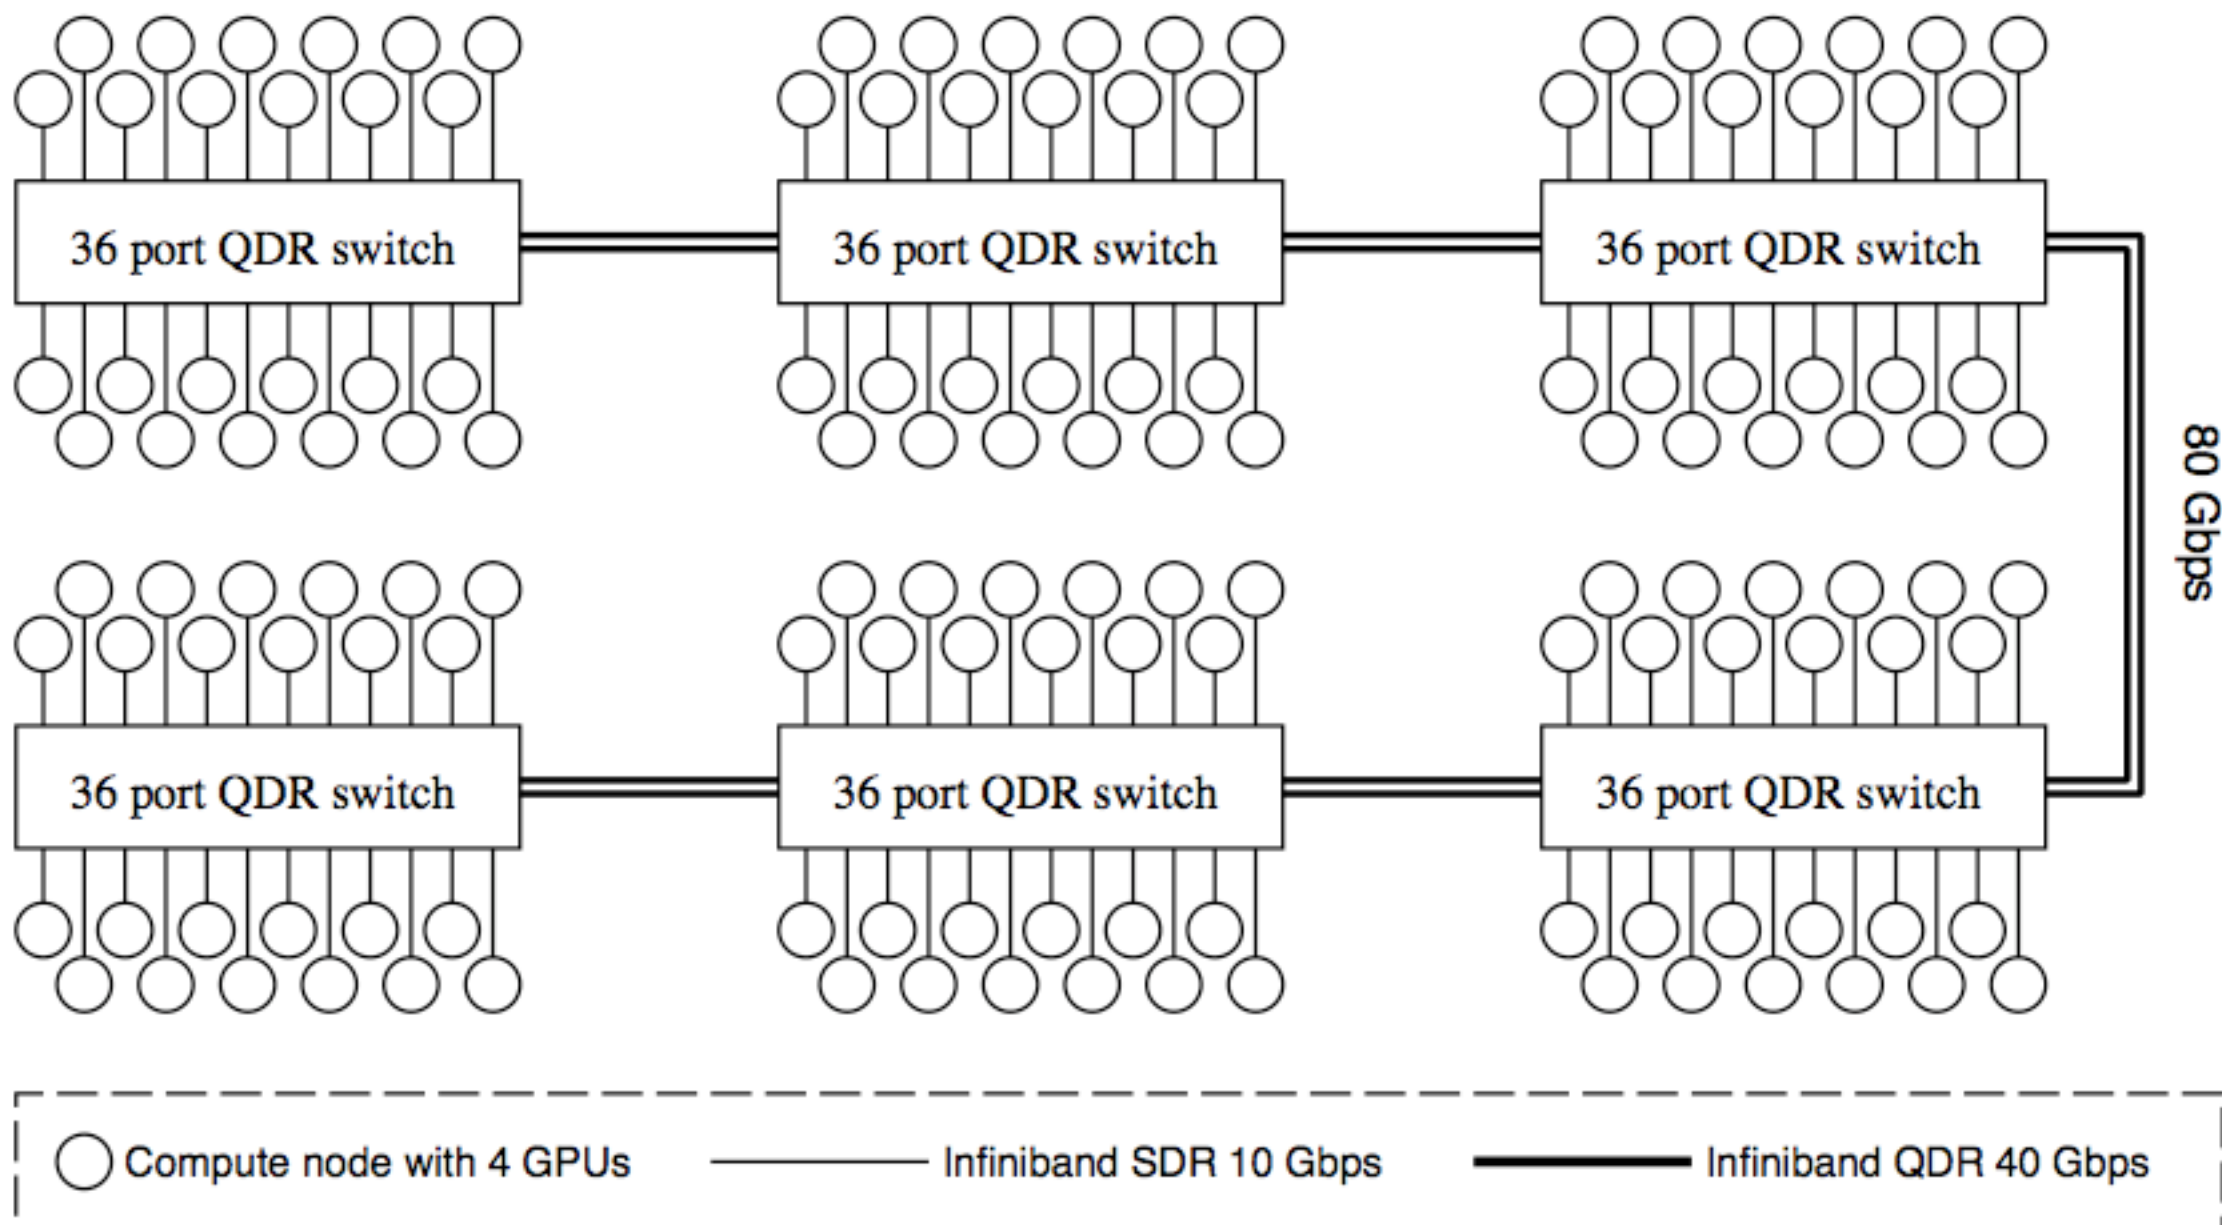 36 port QDR switch
36 port QDR switch
36 port QDR switch
80 Gbps
36 port QDR switch
36 port QDR switch
36 port QDR switch
Compute node with 4 GPUs
Infiniband SDR 10 Gbps
Infiniband QDR 40 Gbps